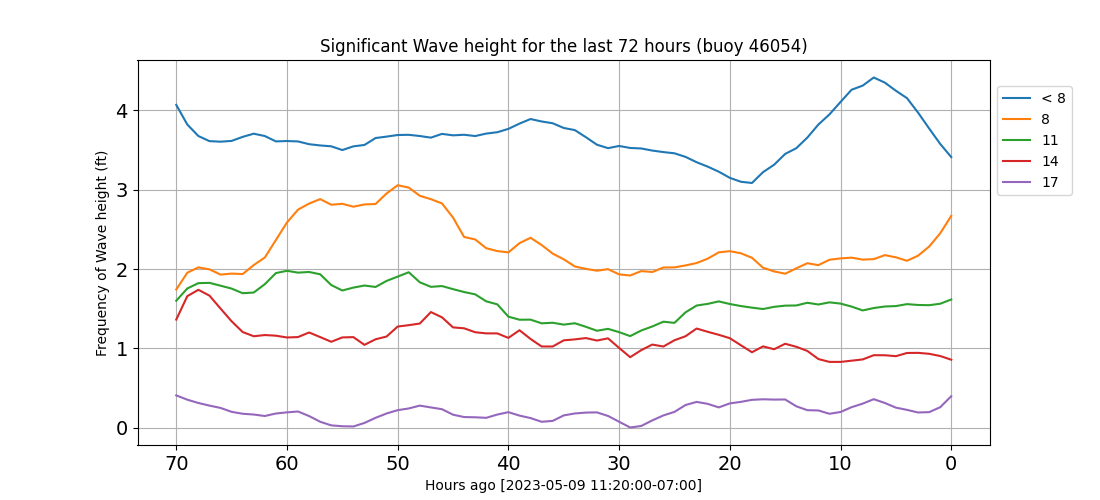 Significant Wave height for the last 72 hours (buoy 46054)
Frequency of Wave height (ft)
4
3
2
1
0
70 60 50 40 30 20 10 0
Hours ago [2023-05-09 11:20:00-07:00]
< 8
8
11
14
17